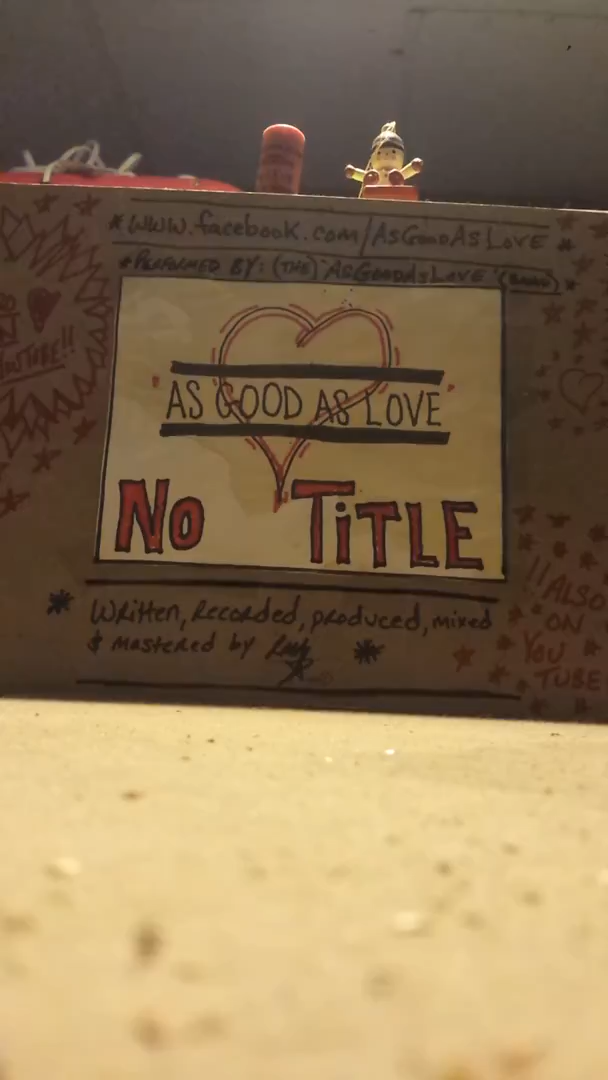 *www.facebook.com/AsGoodAsLove*
*PERFORMED BY: (THE) "ASGOODASLOVE" (BAND)*
YOUTUBE!!
"AS GOOD AS LOVE"
No TiTLE
Written, recorded, produced, mixed
& mastered by
!!ALSO
ON
YOU
TUBE